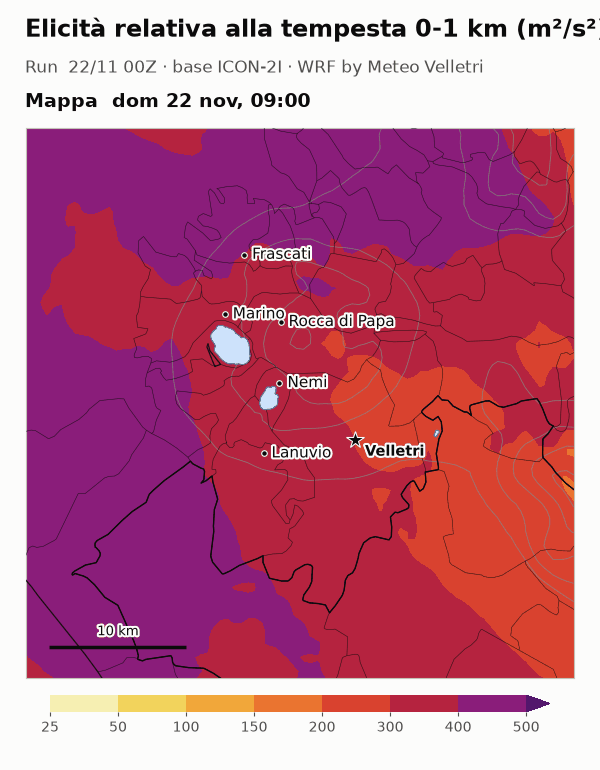 Elicità relativa alla tempesta 0-1 km (m²/s²)
Run  22/11 00Z · base ICON-2I · WRF by Meteo Velletri
Mappa  dom 22 nov, 09:00
Frascati
Marino
Rocca di Papa
Nemi
Velletri
Lanuvio
10 km
25 50 100 150 200 300 400 500